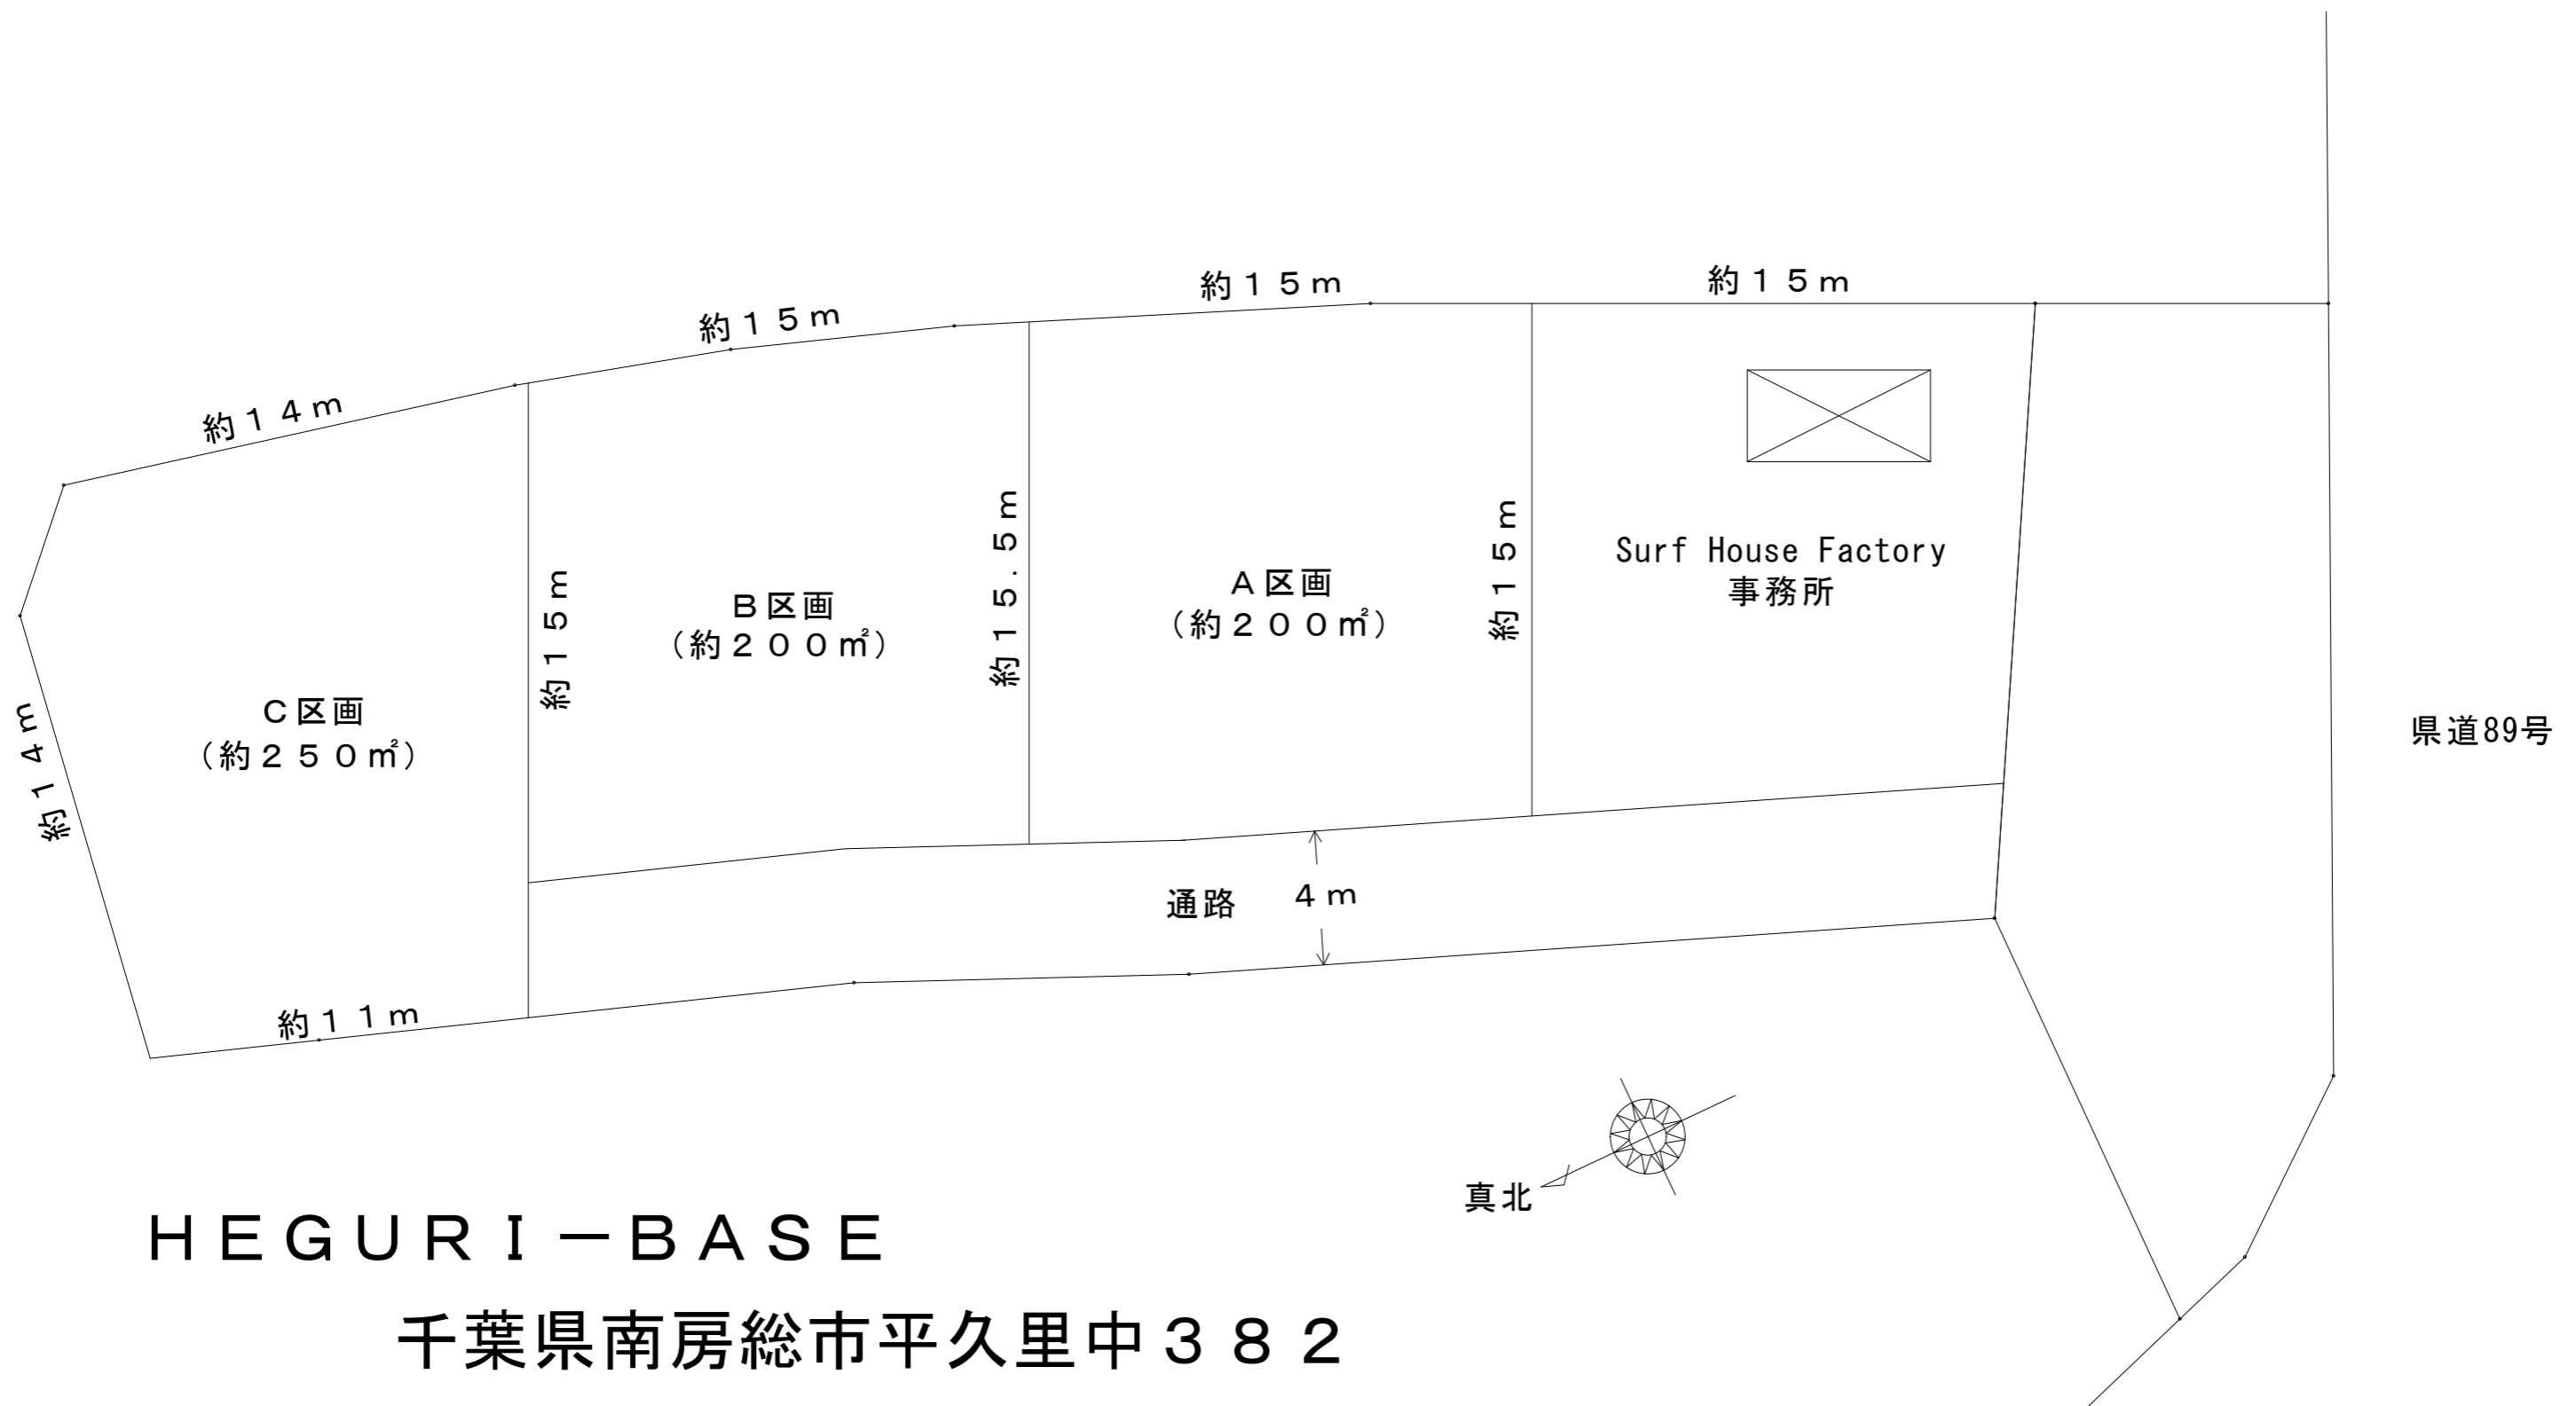 約１５ｍ
約１５ｍ
約１５ｍ
約１４ｍ
約１５ｍ
約１５．５ｍ
約１５ｍ
Surf House Factory
事務所
Ａ区画
（約２００㎡）
Ｂ区画
（約２００㎡）
Ｃ区画
（約２５０㎡）
約１４ｍ
県道89号
通路　４ｍ
約１１ｍ
真北
ＨＥＧＵＲＩ－ＢＡＳＥ
千葉県南房総市平久里中３８２